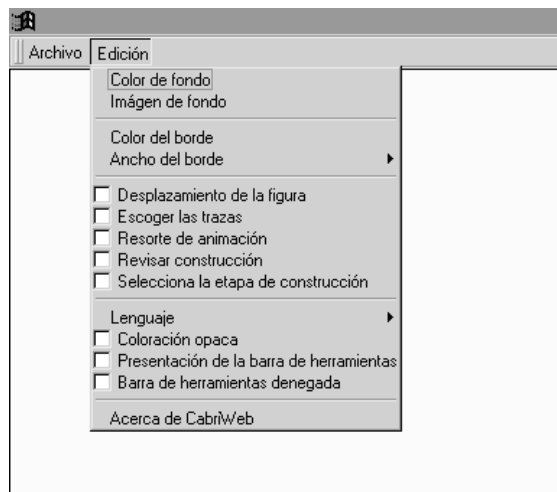 Archivo Edición
Color de fondo
Imágen de fondo
Color del borde
Ancho del borde
Desplazamiento de la figura
Escoger las trazas
Resorte de animación
Revisar construcción
Selecciona la etapa de construcción
Lenguaje
Coloración opaca
Presentación de la barra de herramientas
Barra de herramientas denegada
Acerca de CabriWeb